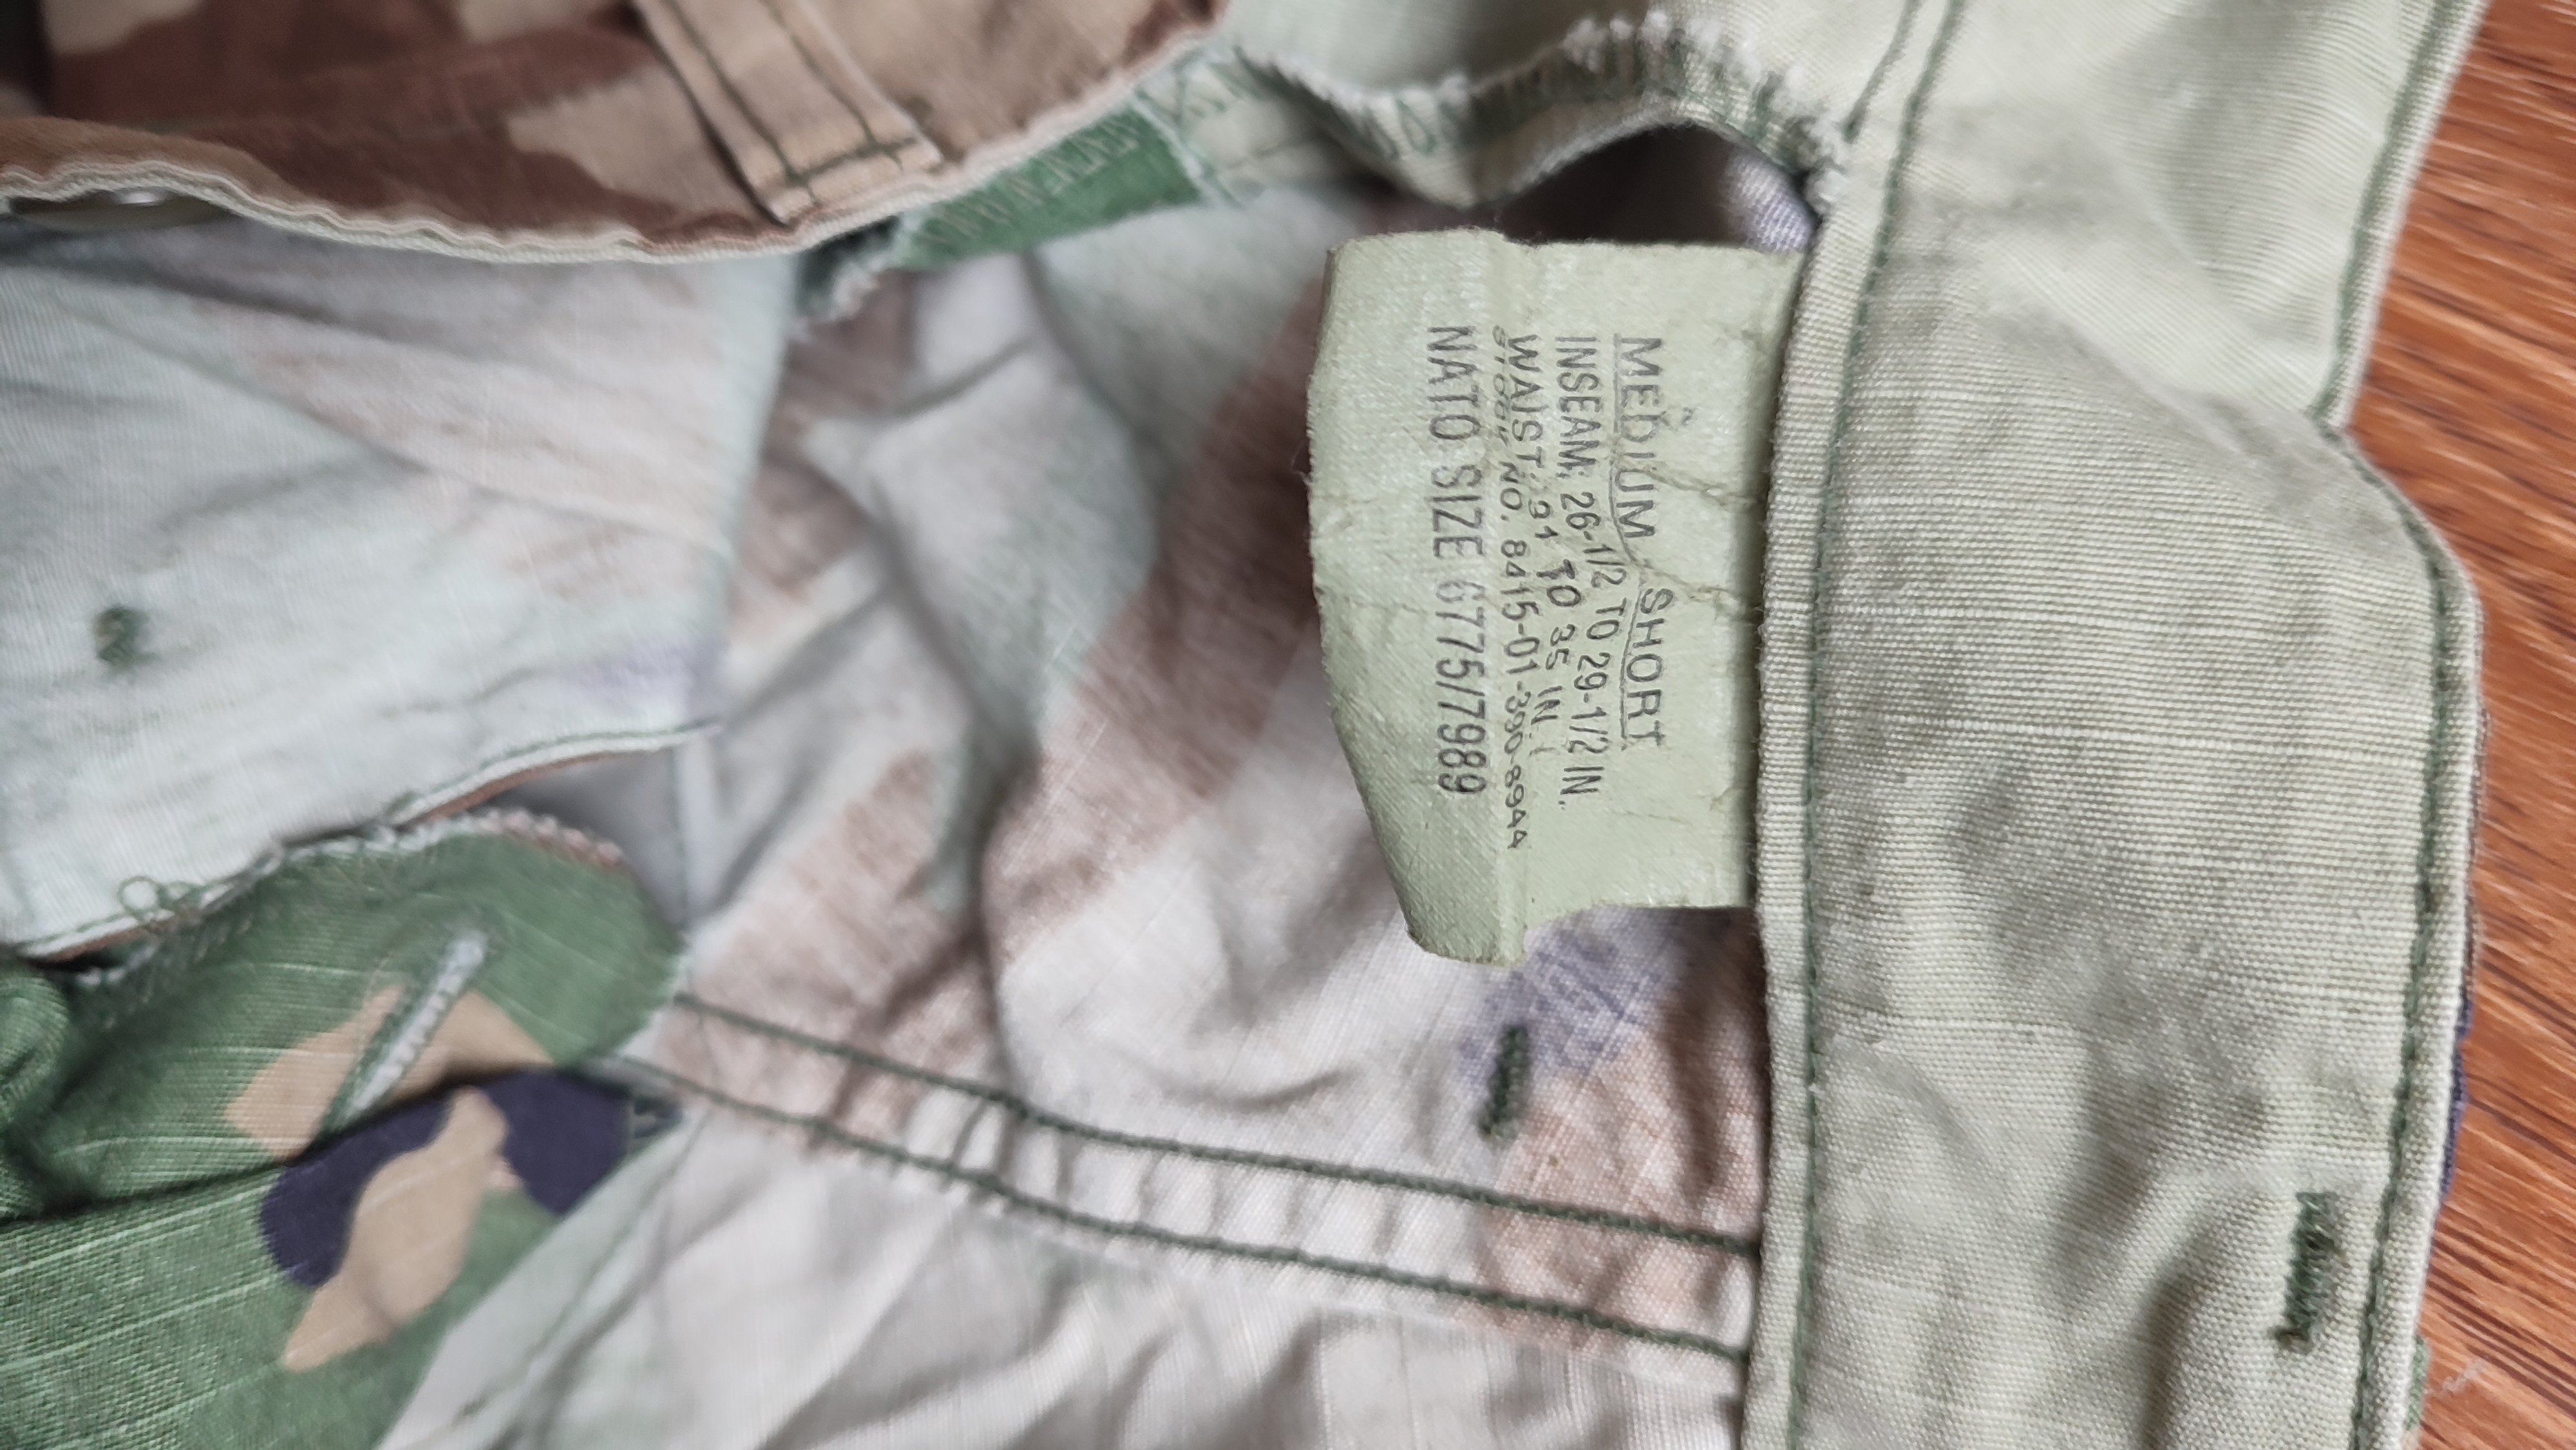 MEDIUM SHORT
INSEAM: 26-1/2 TO 29-1/2 IN.
WAIST: 31 TO 35 IN.
STOCK NO. 8415-01-390-8944
NATO SIZE 6775/7989